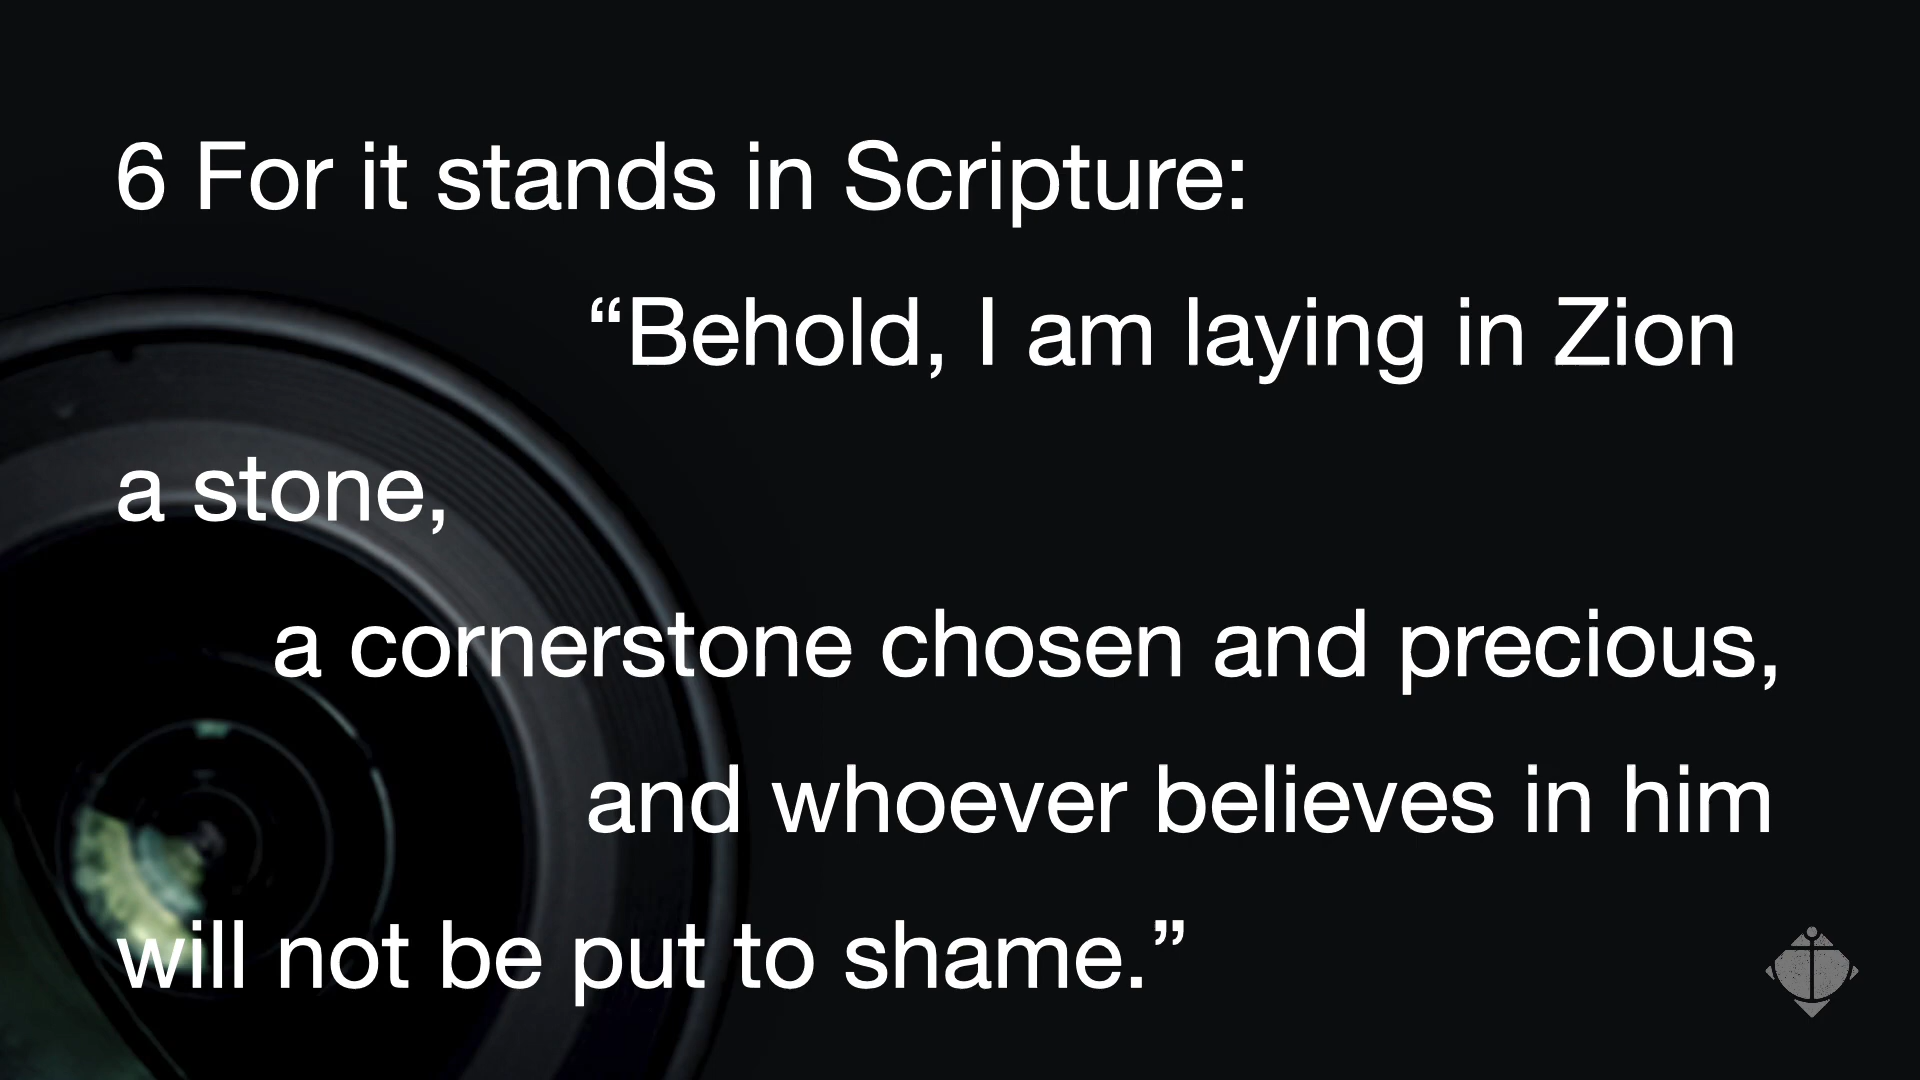 6 For it stands in Scripture:
“Behold, I am laying in Zion
a stone,
a cornerstone chosen and precious,
and whoever believes in him
will not be put to shame.”